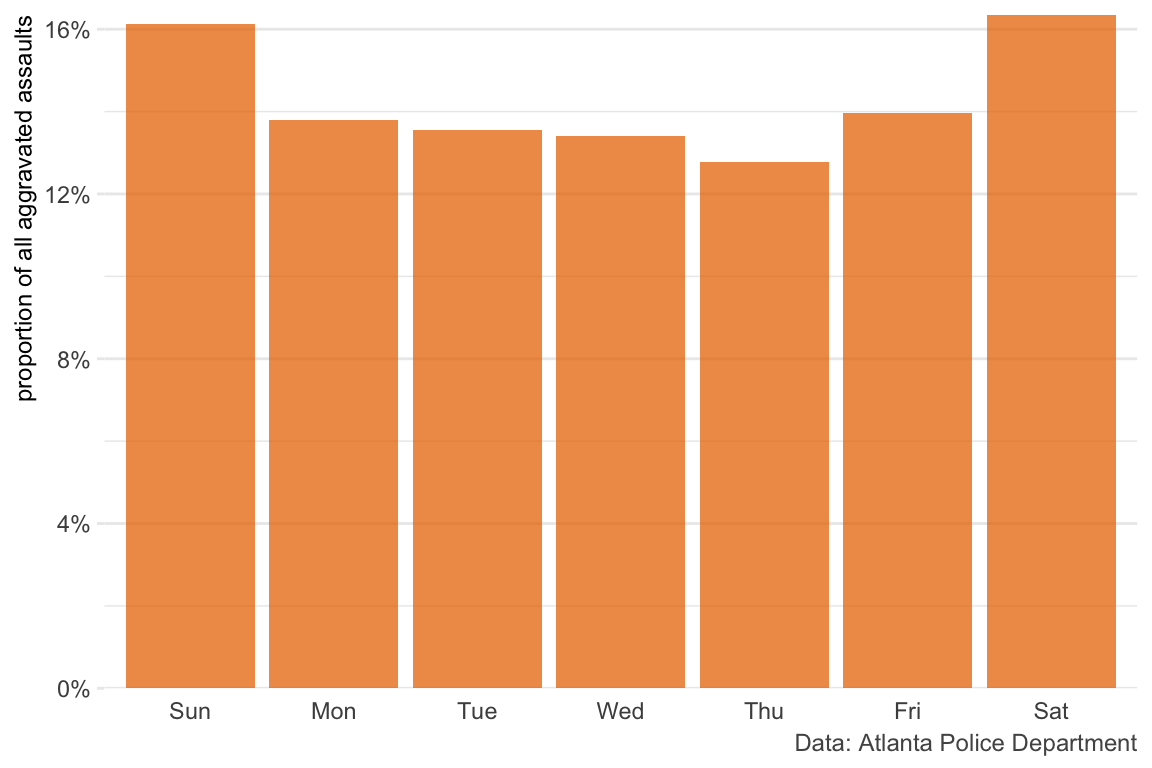 proportion of all aggravated assaults
16%
12%
8%
4%
0%
Sun Mon Tue Wed Thu Fri Sat
Data: Atlanta Police Department